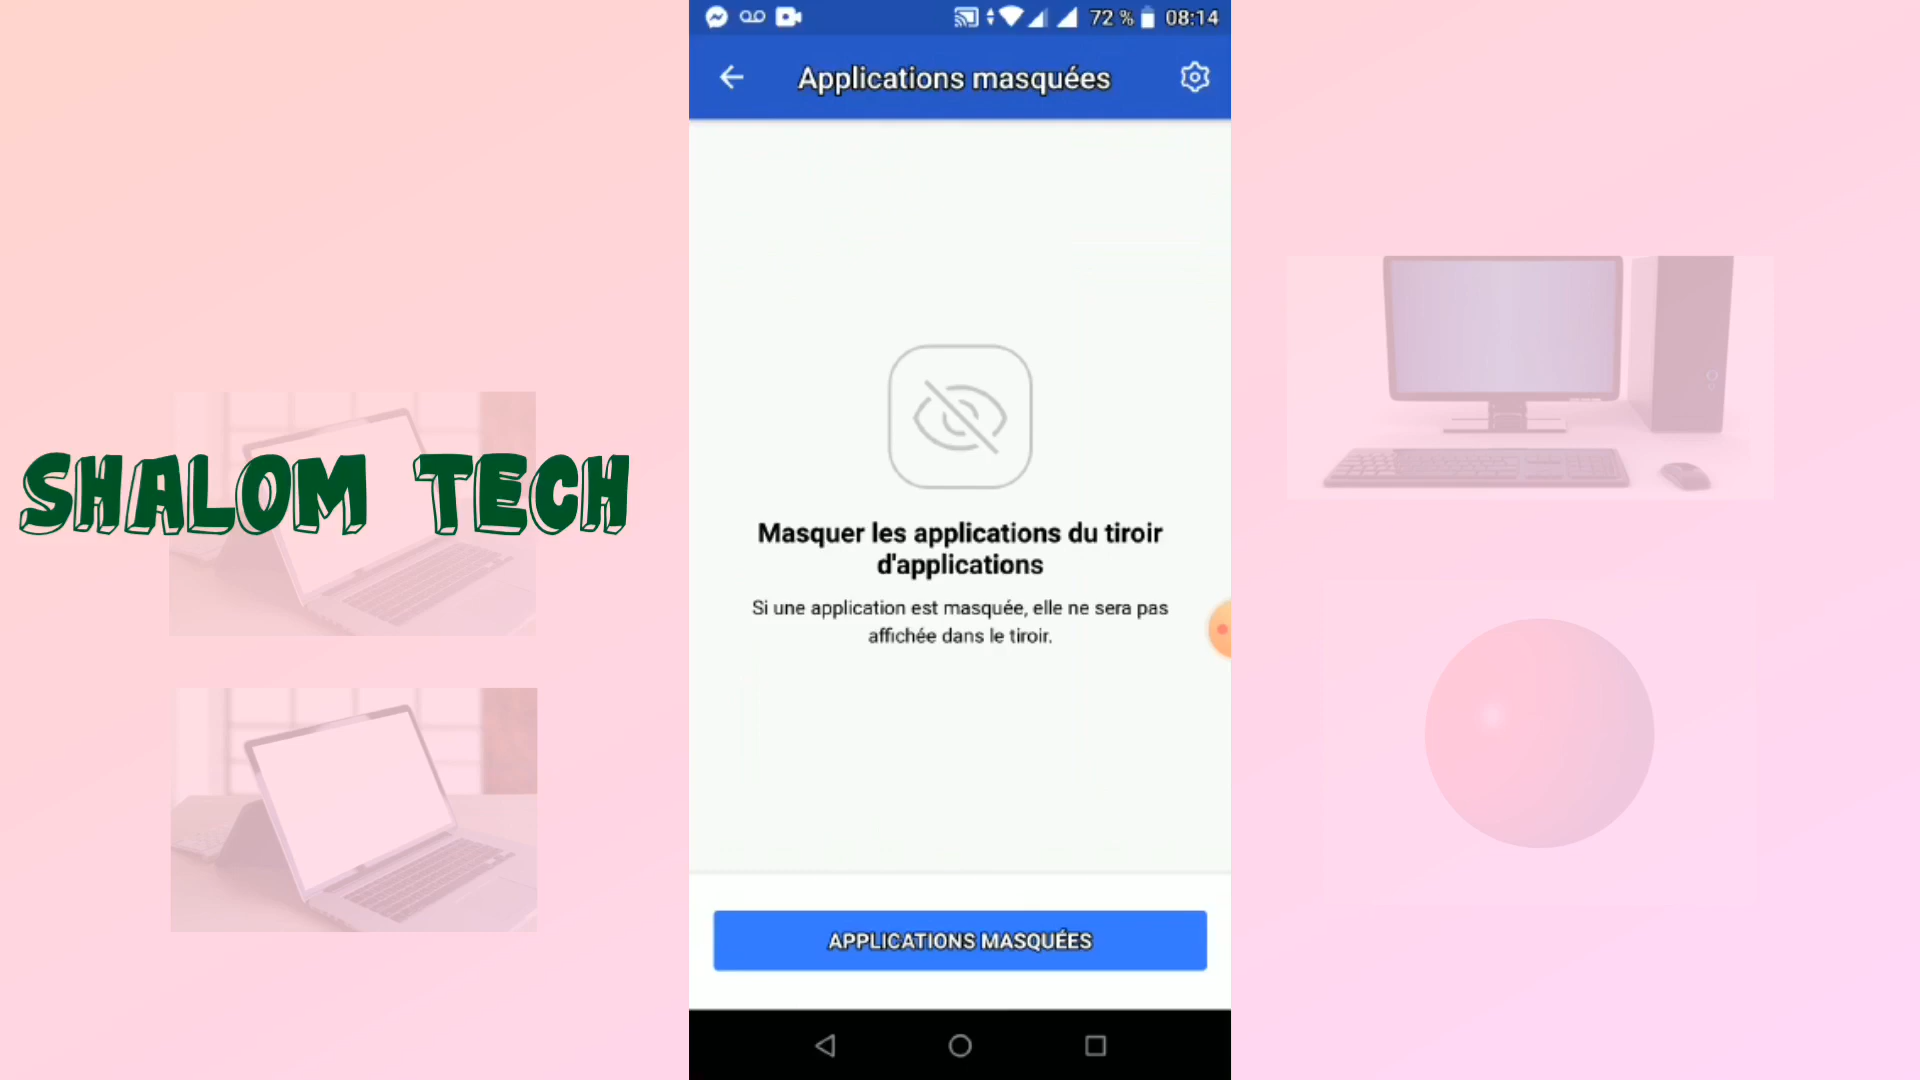 72 % 08:14
Applications masquées
SHALOM TECH
Masquer les applications du tiroir
d'applications
Si une application est masquée, elle ne sera pas
affichée dans le tiroir.
APPLICATIONS MASQUÉES